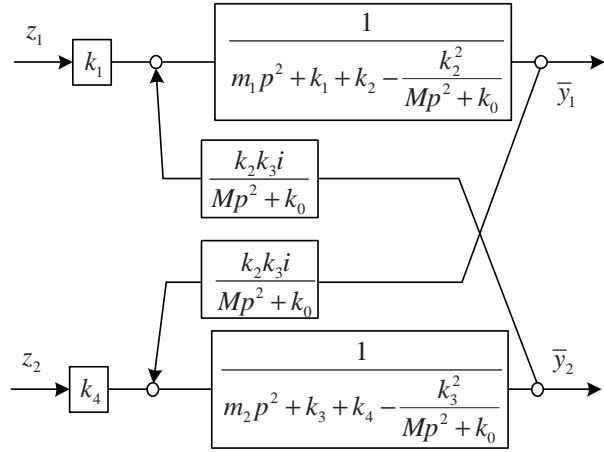 z₁
k₁
1
m₁p² + k₁ + k₂ − k₂²
Mp² + k₀
ȳ₁
k₂k₃i
Mp² + k₀
k₂k₃i
Mp² + k₀
z₂
k₄
1
m₂p² + k₃ + k₄ − k₃²
Mp² + k₀
ȳ₂